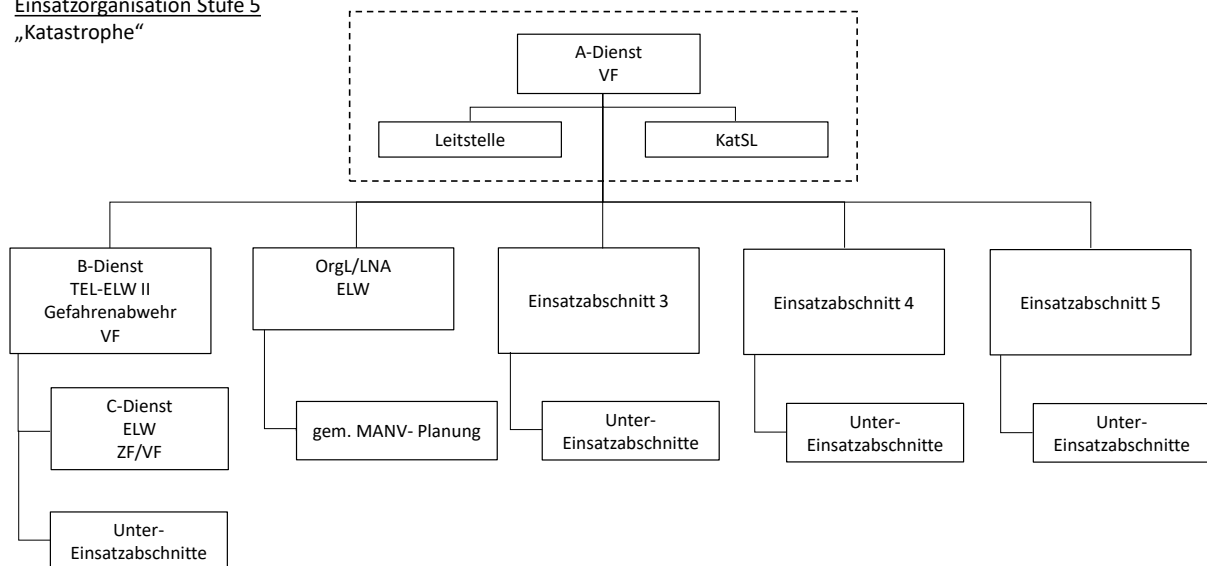 Einsatzorganisation Stufe 5
„Katastrophe“
A-Dienst
VF
Leitstelle
KatSL
B-Dienst
TEL-ELW II
Gefahrenabwehr
VF
OrgL/LNA
ELW
Einsatzabschnitt 3
Einsatzabschnitt 4
Einsatzabschnitt 5
C-Dienst
ELW
ZF/VF
gem. MANV- Planung
Unter-
Einsatzabschnitte
Unter-
Einsatzabschnitte
Unter-
Einsatzabschnitte
Unter-
Einsatzabschnitte